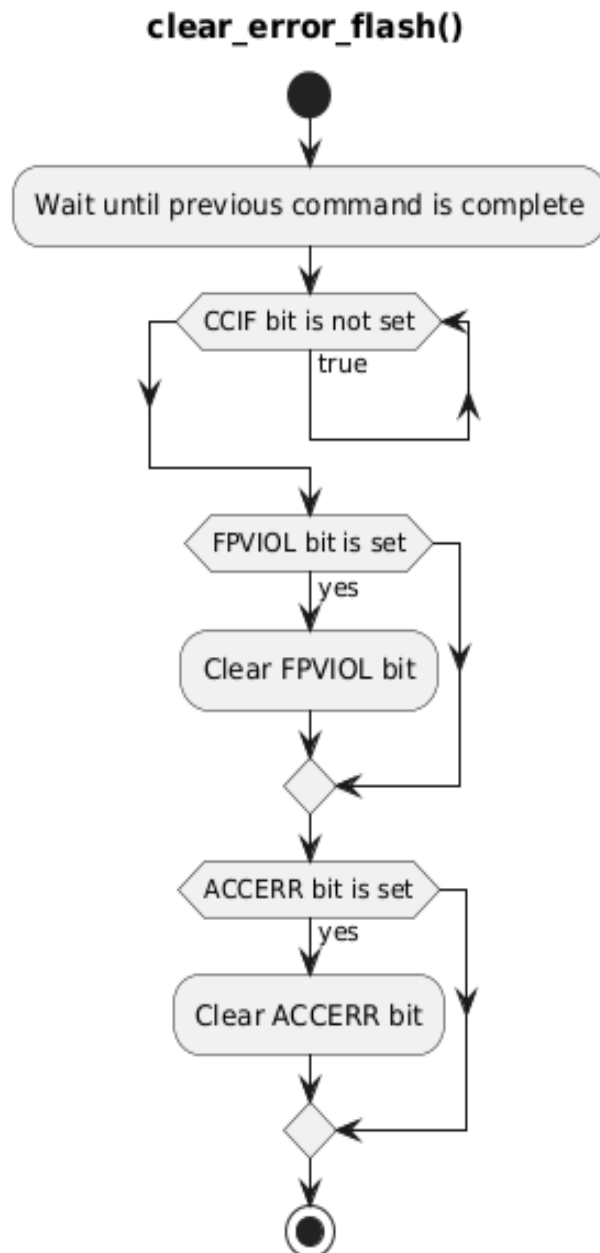 clear_error_flash()
Wait until previous command is complete
CCIF bit is not set
true
FPVIOL bit is set
yes
Clear FPVIOL bit
ACCERR bit is set
yes
Clear ACCERR bit